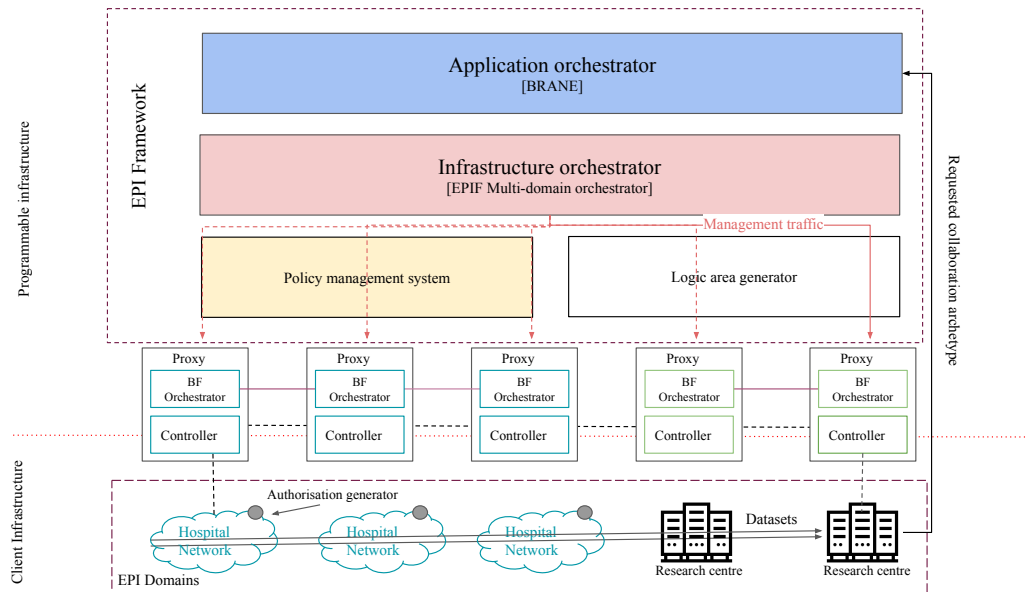 Programmable infrastructure
EPI Framework
Application orchestrator
[BRANE]
Infrastructure orchestrator
[EPIF Multi-domain orchestrator]
Management traffic
Policy management system
Logic area generator
Requested collaboration archetype
Proxy
BF
Orchestrator
Controller
Proxy
BF
Orchestrator
Controller
Proxy
BF
Orchestrator
Controller
Proxy
BF
Orchestrator
Controller
Proxy
BF
Orchestrator
Controller
Client Infrastructure
Authorisation generator
Hospital
Network
Hospital
Network
Hospital
Network
Datasets
Research centre
Research centre
EPI Domains